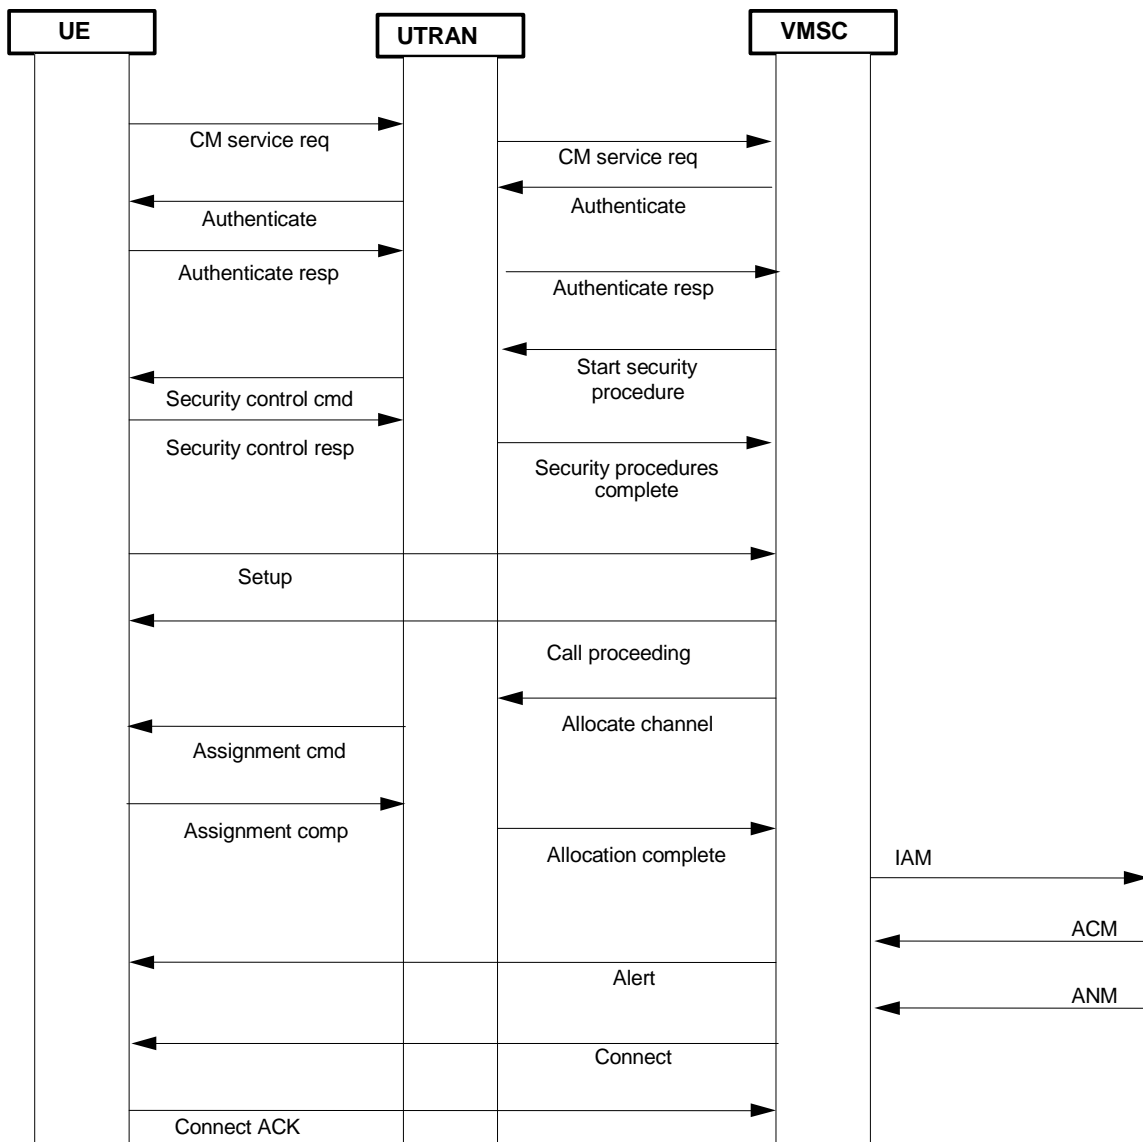 UE
UTRAN
VMSC
CM service req
CM service req
Authenticate
Authenticate
Authenticate resp
Authenticate resp
Start security
procedure
Security control cmd
Security control resp
Security procedures
complete
Setup
Call proceeding
Allocate channel
Assignment cmd
Assignment comp
Allocation complete
IAM
ACM
Alert
ANM
Connect
Connect ACK